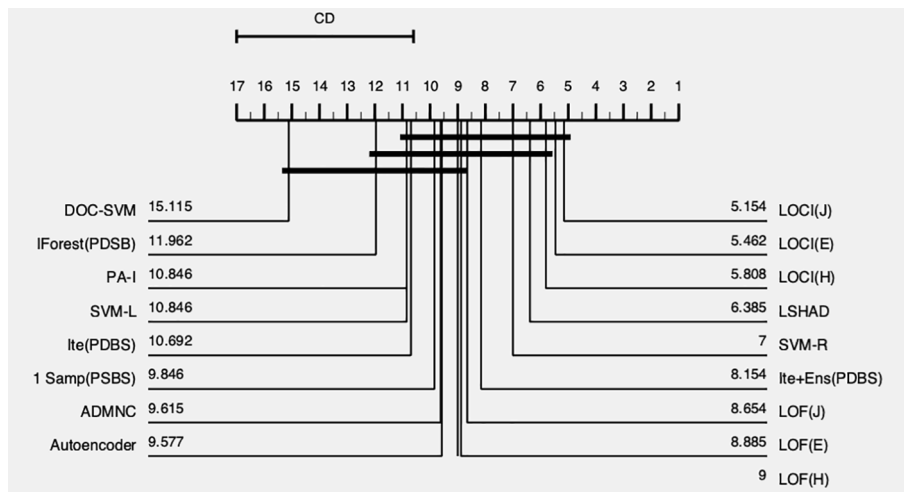 CD
17 16 15 14 13 12 11 10 9 8 7 6 5 4 3 2 1
DOC-SVM 15.115
IForest(PDSB) 11.962
PA-I 10.846
SVM-L 10.846
Ite(PDBS) 10.692
1 Samp(PSBS) 9.846
ADMNC 9.615
Autoencoder 9.577
5.154 LOCI(J)
5.462 LOCI(E)
5.808 LOCI(H)
6.385 LSHAD
7 SVM-R
8.154 Ite+Ens(PDBS)
8.654 LOF(J)
8.885 LOF(E)
9 LOF(H)